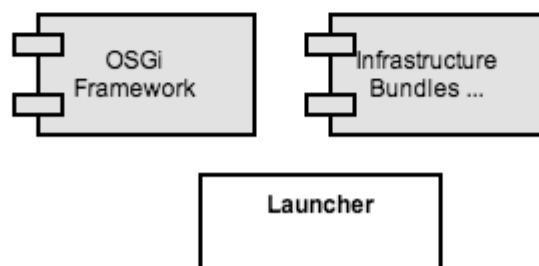 OSGi
Framework
Infrastructure
Bundles ...
Launcher